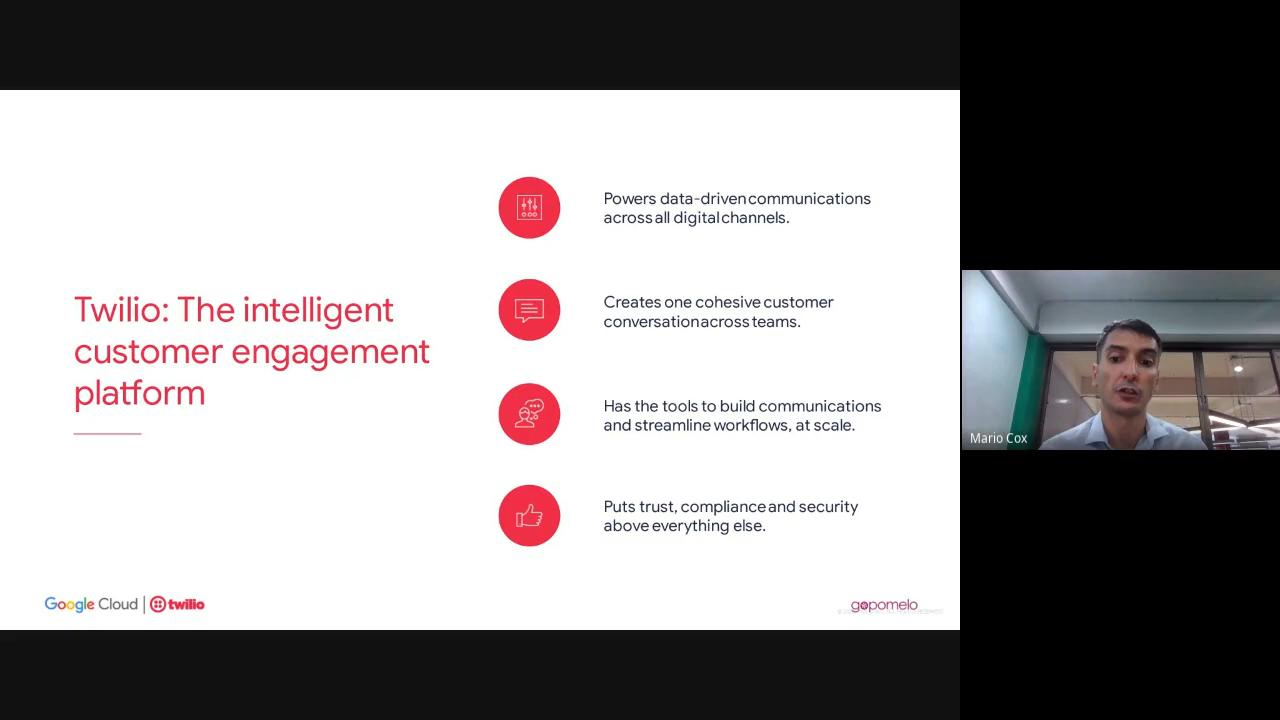 Twilio: The intelligent
customer engagement
platform
Powers data-driven communications
across all digital channels.
Creates one cohesive customer
conversation across teams.
Has the tools to build communications
and streamline workflows, at scale.
Puts trust, compliance and security
above everything else.
Google Cloud | twilio
gopomelo
Mario Cox